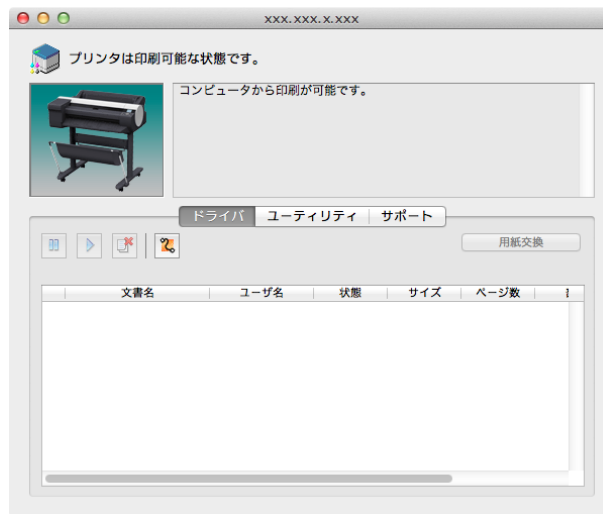 xxx.xxx.x.xxx
プリンタは印刷可能な状態です。
コンピュータから印刷が可能です。
ドライバ ユーティリティ サポート
用紙交換
文書名 ユーザ名 状態 サイズ ページ数